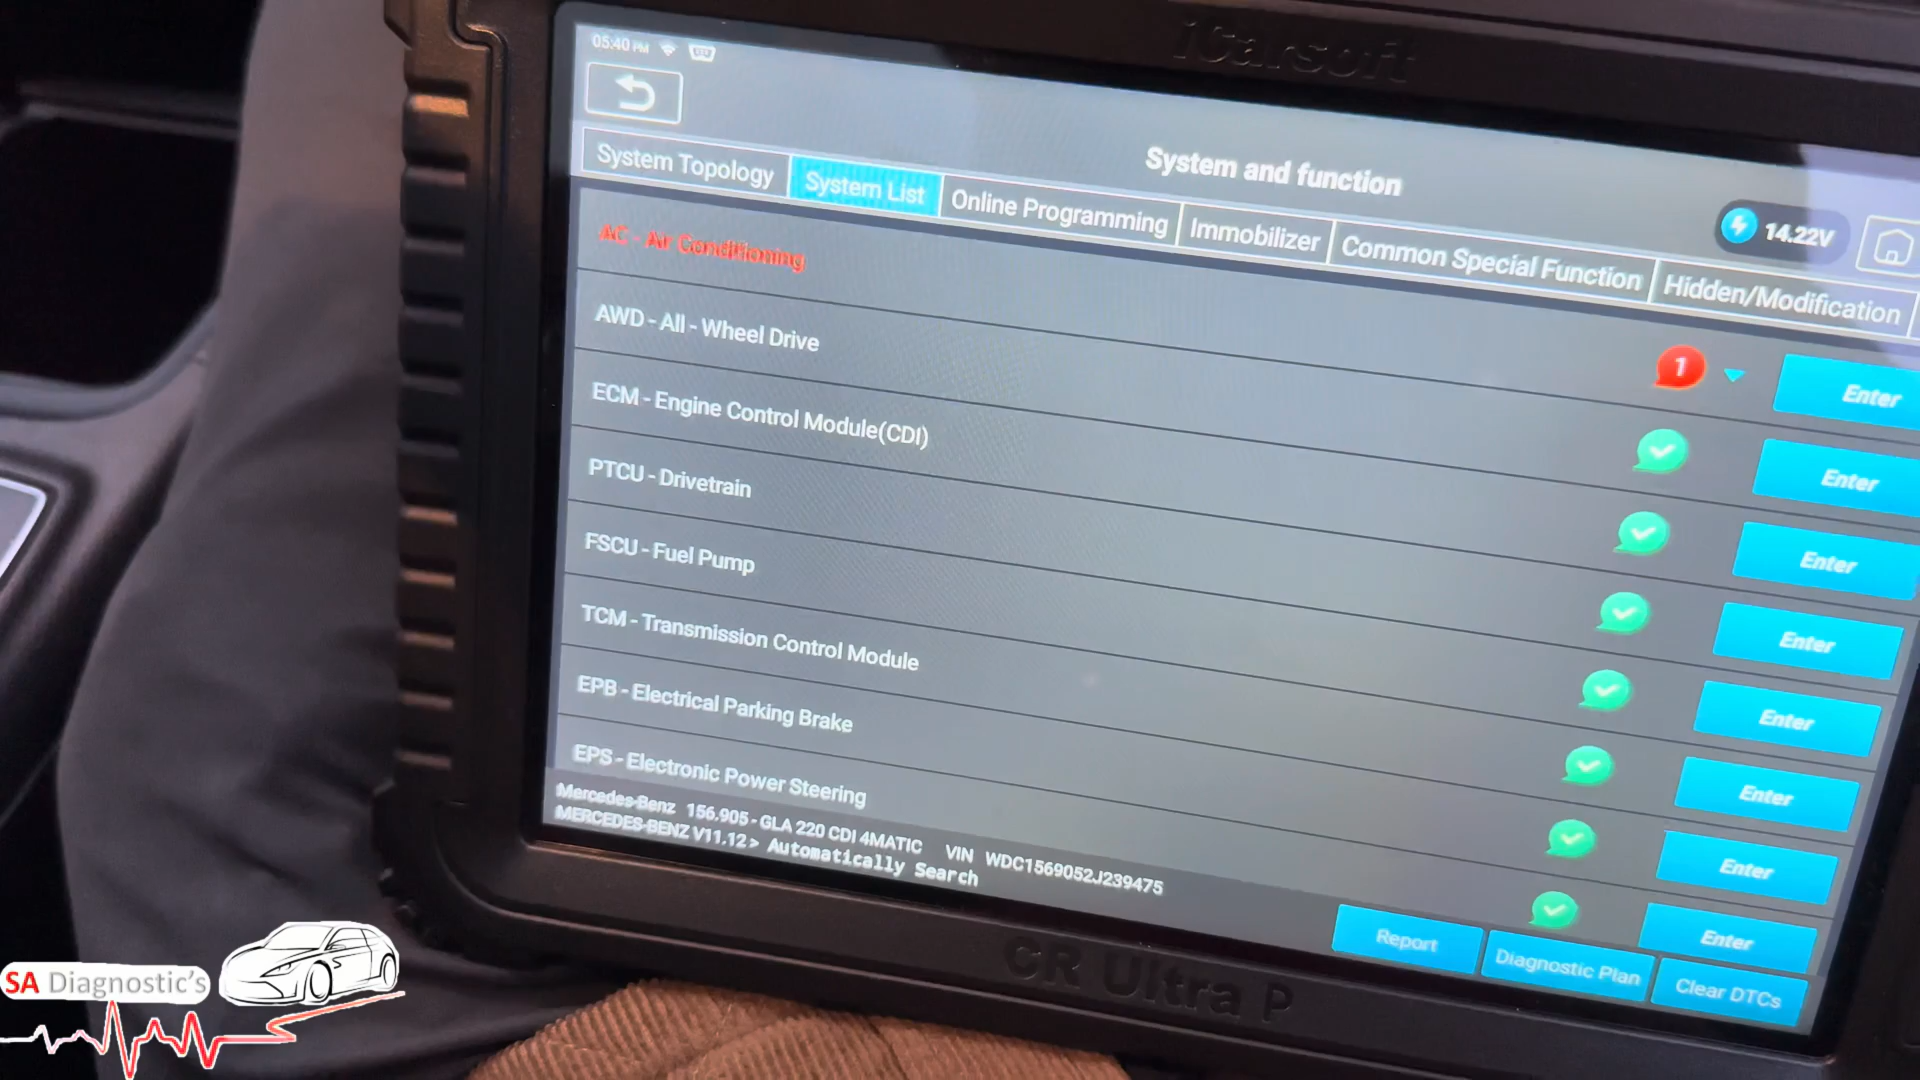 iCarsoft
05:40 PM
System and function
14.22V
System Topology
System List
Online Programming
Immobilizer
Common Special Function
Hidden/Modification
AC - Air Conditioning
1
Enter
AWD - All - Wheel Drive
Enter
ECM - Engine Control Module(CDI)
Enter
PTCU - Drivetrain
Enter
FSCU - Fuel Pump
Enter
TCM - Transmission Control Module
Enter
EPB - Electrical Parking Brake
Enter
EPS - Electronic Power Steering
Enter
Mercedes-Benz 156.905 - GLA 220 CDI 4MATIC VIN WDC1569052J239475
MERCEDES-BENZ V11.12 > Automatically Search
Report
Diagnostic Plan
Clear DTCs
CR Ultra P
SA Diagnostic's